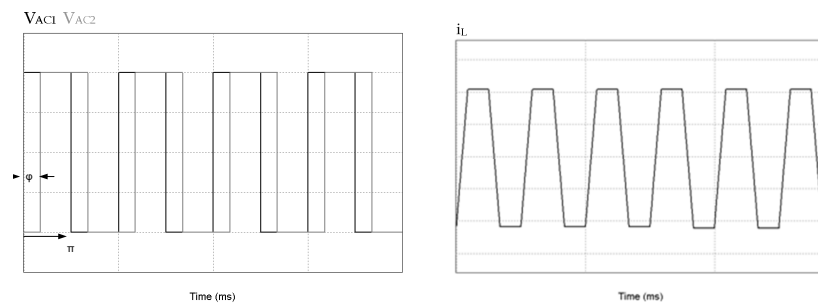 VAC1 VAC2
φ
π
Time (ms)
iL
Time (ms)